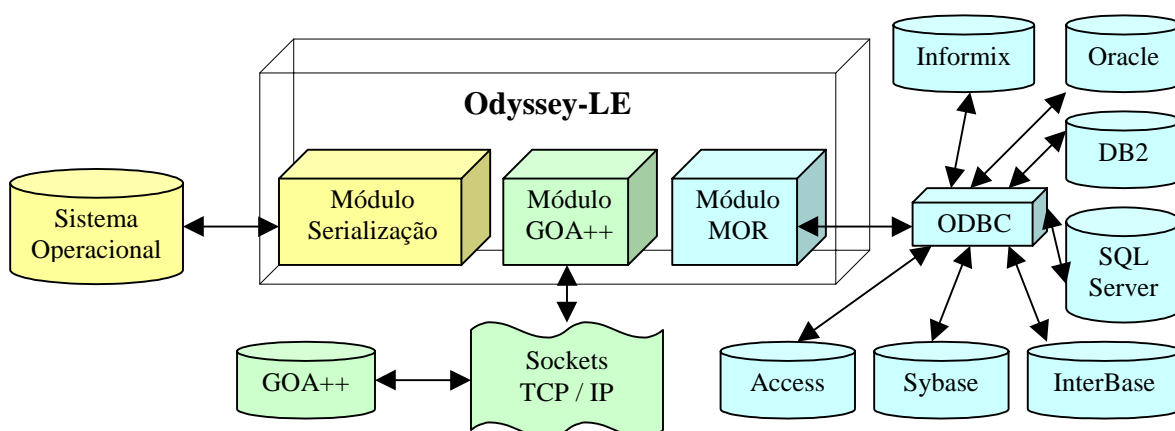 Informix
Oracle
Odyssey-LE
DB2
Sistema
Operacional
Módulo
Serialização
Módulo
GOA++
Módulo
MOR
ODBC
SQL
Server
GOA++
Sockets
TCP / IP
Access
Sybase
InterBase